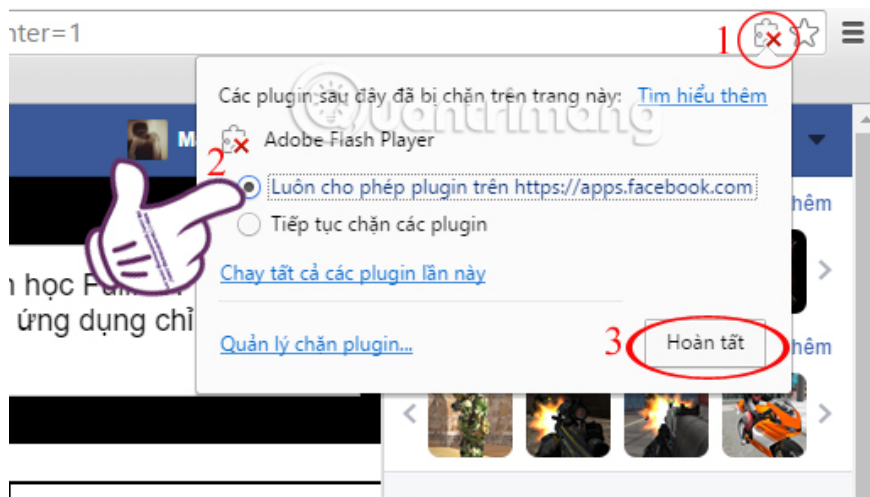 nter=1
1
Các plugin sau đây đã bị chặn trên trang này: Tìm hiểu thêm
Quantrimang
Adobe Flash Player
2
Luôn cho phép plugin trên https://apps.facebook.com
hêm
Tiếp tục chặn các plugin
Chạy tất cả các plugin lần này
học
ứng dụng chỉ
3
Hoàn tất
Quản lý chặn plugin...
hêm